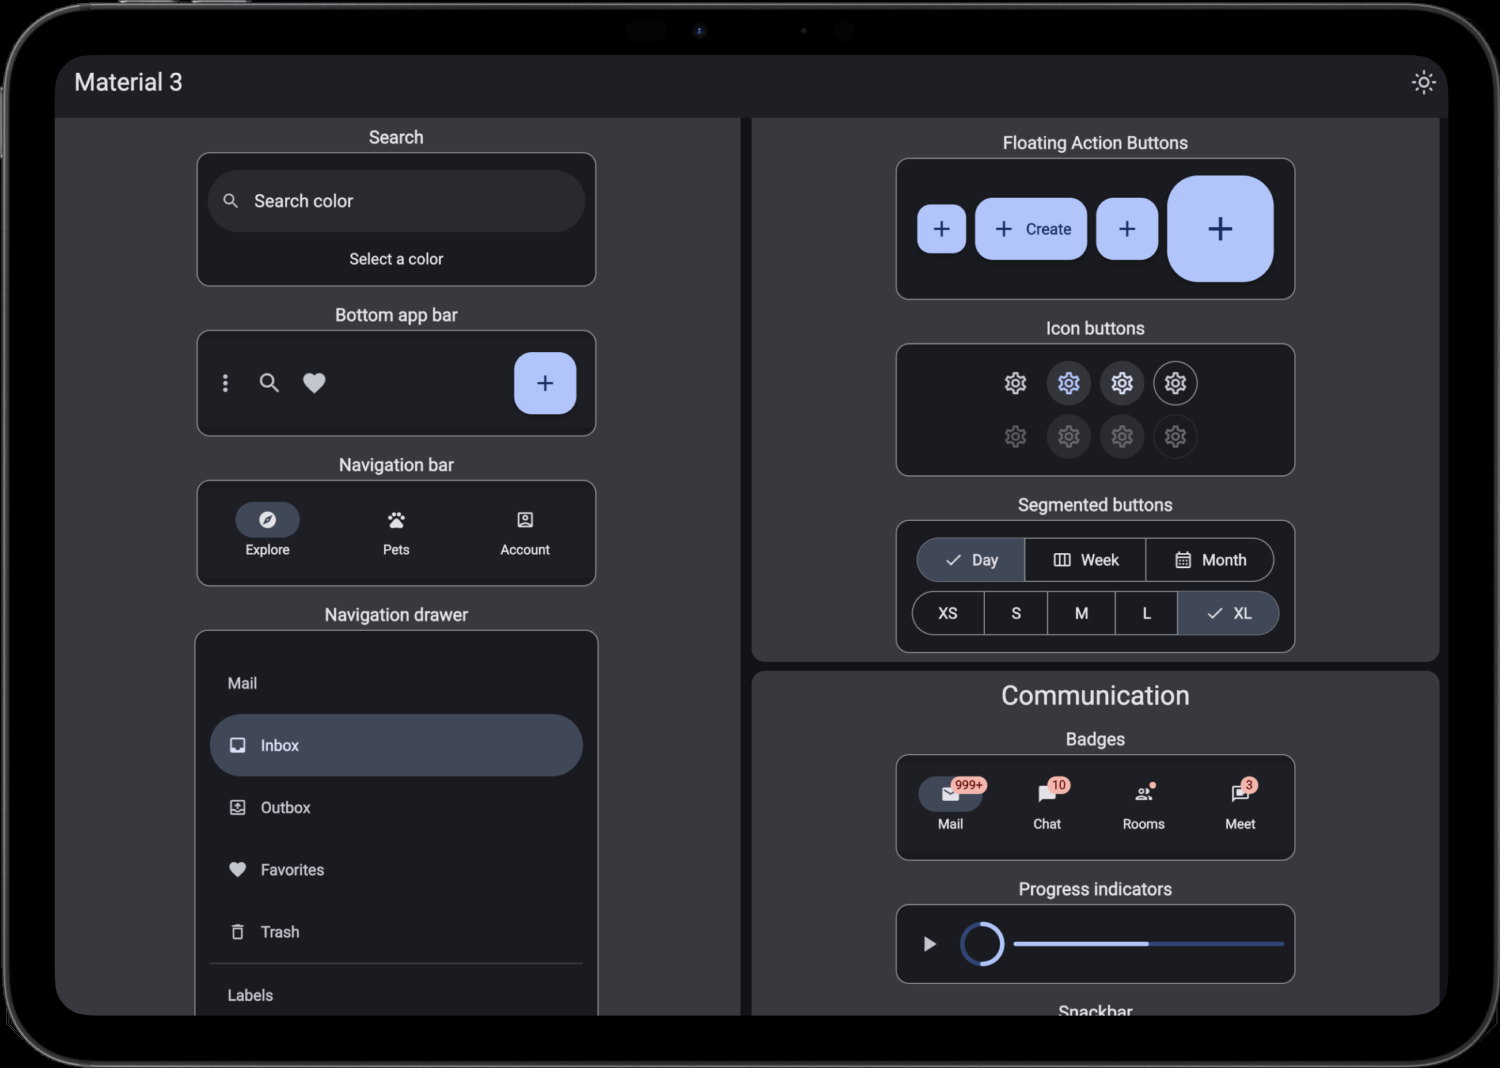 Material 3
Search
Search color
Select a color
Bottom app bar
Navigation bar
Explore
Pets
Account
Navigation drawer
Mail
Inbox
Outbox
Favorites
Trash
Labels
Floating Action Buttons
Create
Icon buttons
Segmented buttons
Day
Week
Month
XS
S
M
L
XL
Communication
Badges
999+
10
3
Mail
Chat
Rooms
Meet
Progress indicators
Snackbar